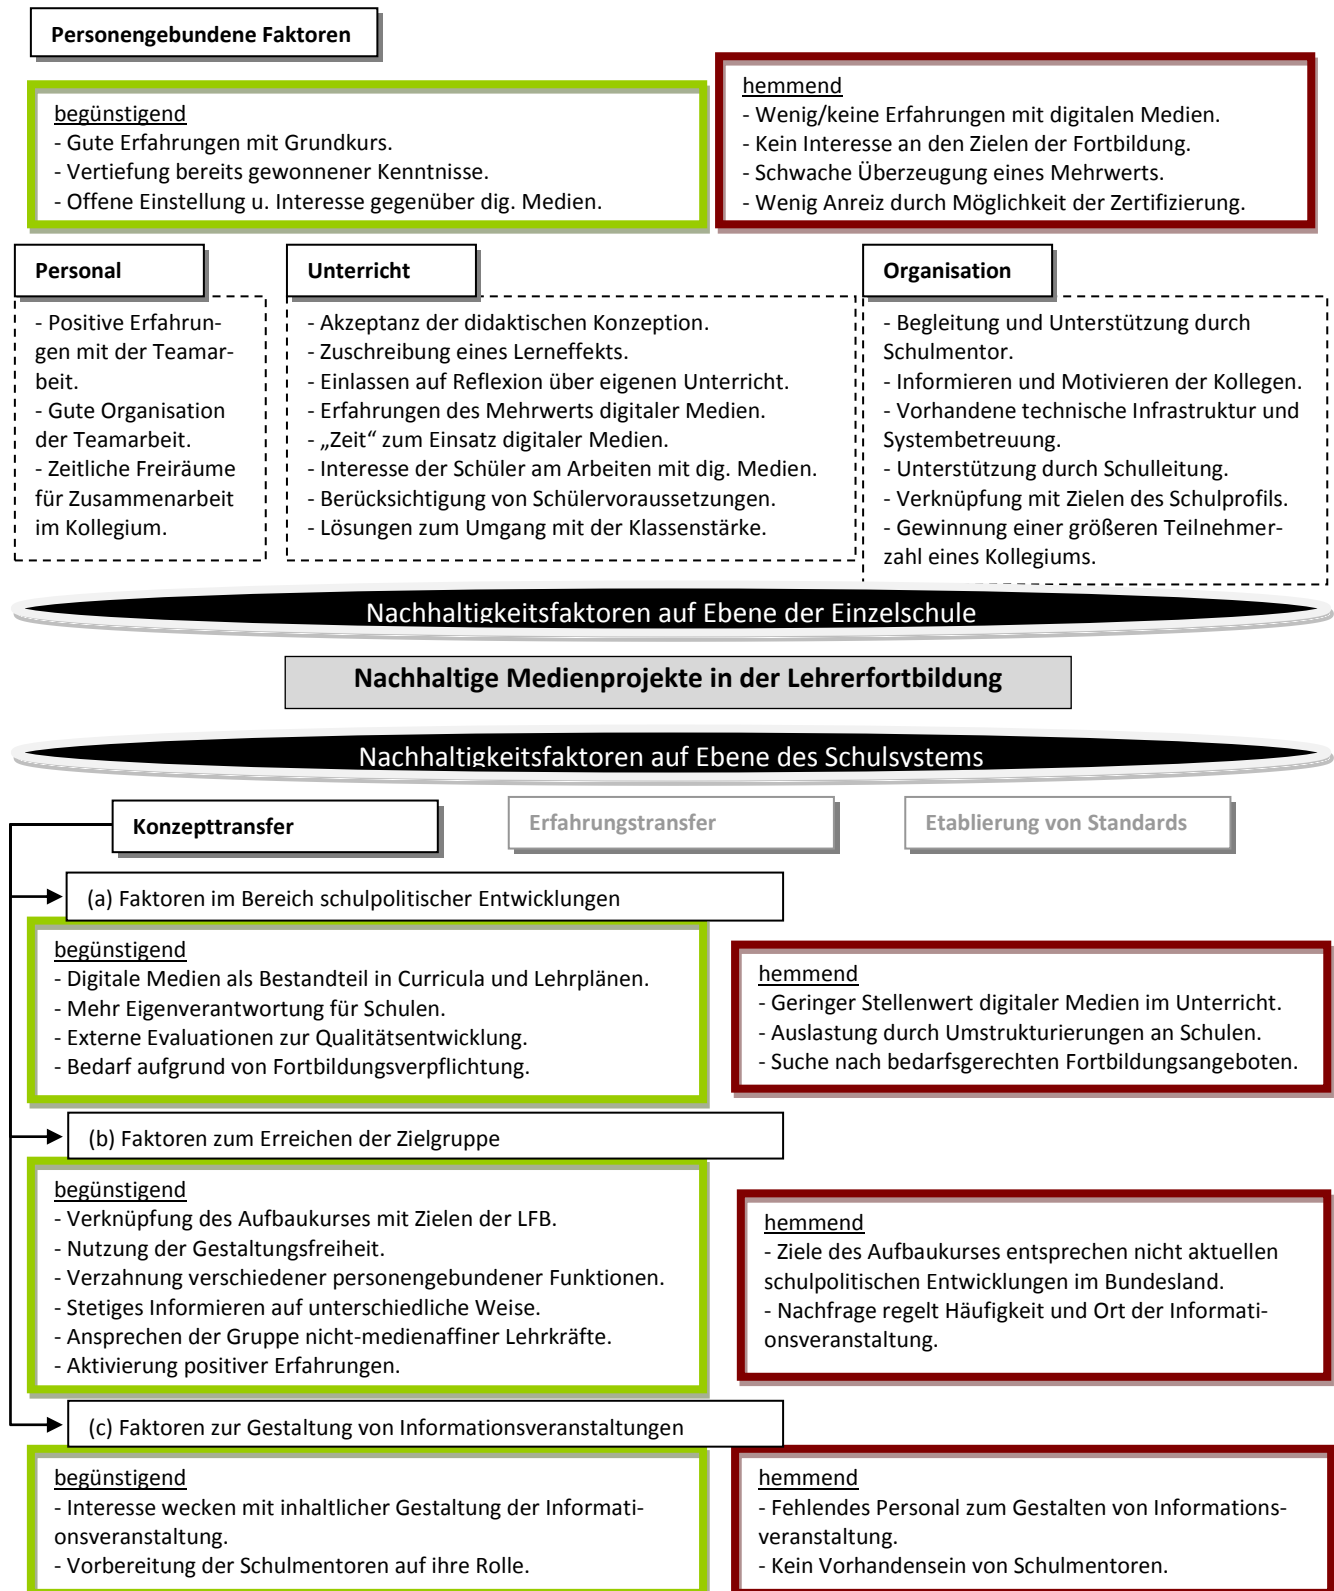 Personengebundene Faktoren
begünstigend
- Gute Erfahrungen mit Grundkurs.
- Vertiefung bereits gewonnener Kenntnisse.
- Offene Einstellung u. Interesse gegenüber dig. Medien.
hemmend
- Wenig/keine Erfahrungen mit digitalen Medien.
- Kein Interesse an den Zielen der Fortbildung.
- Schwache Überzeugung eines Mehrwerts.
- Wenig Anreiz durch Möglichkeit der Zertifizierung.
Personal
- Positive Erfahrun-
gen mit der Teamar-
beit.
- Gute Organisation
der Teamarbeit.
- Zeitliche Freiräume
für Zusammenarbeit
im Kollegium.
Unterricht
- Akzeptanz der didaktischen Konzeption.
- Zuschreibung eines Lerneffekts.
- Einlassen auf Reflexion über eigenen Unterricht.
- Erfahrungen des Mehrwerts digitaler Medien.
- „Zeit“ zum Einsatz digitaler Medien.
- Interesse der Schüler am Arbeiten mit dig. Medien.
- Berücksichtigung von Schülervoraussetzungen.
- Lösungen zum Umgang mit der Klassenstärke.
Organisation
- Begleitung und Unterstützung durch
Schulmentor.
- Informieren und Motivieren der Kollegen.
- Vorhandene technische Infrastruktur und
Systembetreuung.
- Unterstützung durch Schulleitung.
- Verknüpfung mit Zielen des Schulprofils.
- Gewinnung einer größeren Teilnehmer-
zahl eines Kollegiums.
Nachhaltigkeitsfaktoren auf Ebene der Einzelschule
Nachhaltige Medienprojekte in der Lehrerfortbildung
Nachhaltigkeitsfaktoren auf Ebene des Schulsystems
Konzepttransfer
Erfahrungstransfer
Etablierung von Standards
(a) Faktoren im Bereich schulpolitischer Entwicklungen
begünstigend
- Digitale Medien als Bestandteil in Curricula und Lehrplänen.
- Mehr Eigenverantwortung für Schulen.
- Externe Evaluationen zur Qualitätsentwicklung.
- Bedarf aufgrund von Fortbildungsverpflichtung.
hemmend
- Geringer Stellenwert digitaler Medien im Unterricht.
- Auslastung durch Umstrukturierungen an Schulen.
- Suche nach bedarfsgerechten Fortbildungsangeboten.
(b) Faktoren zum Erreichen der Zielgruppe
begünstigend
- Verknüpfung des Aufbaukurses mit Zielen der LFB.
- Nutzung der Gestaltungsfreiheit.
- Verzahnung verschiedener personengebundener Funktionen.
- Stetiges Informieren auf unterschiedliche Weise.
- Ansprechen der Gruppe nicht-medienaffiner Lehrkräfte.
- Aktivierung positiver Erfahrungen.
hemmend
- Ziele des Aufbaukurses entsprechen nicht aktuellen
schulpolitischen Entwicklungen im Bundesland.
- Nachfrage regelt Häufigkeit und Ort der Informati-
onsveranstaltung.
(c) Faktoren zur Gestaltung von Informationsveranstaltungen
begünstigend
- Interesse wecken mit inhaltlicher Gestaltung der Informati-
onsveranstaltung.
- Vorbereitung der Schulmentoren auf ihre Rolle.
hemmend
- Fehlendes Personal zum Gestalten von Informations-
veranstaltung.
- Kein Vorhandensein von Schulmentoren.